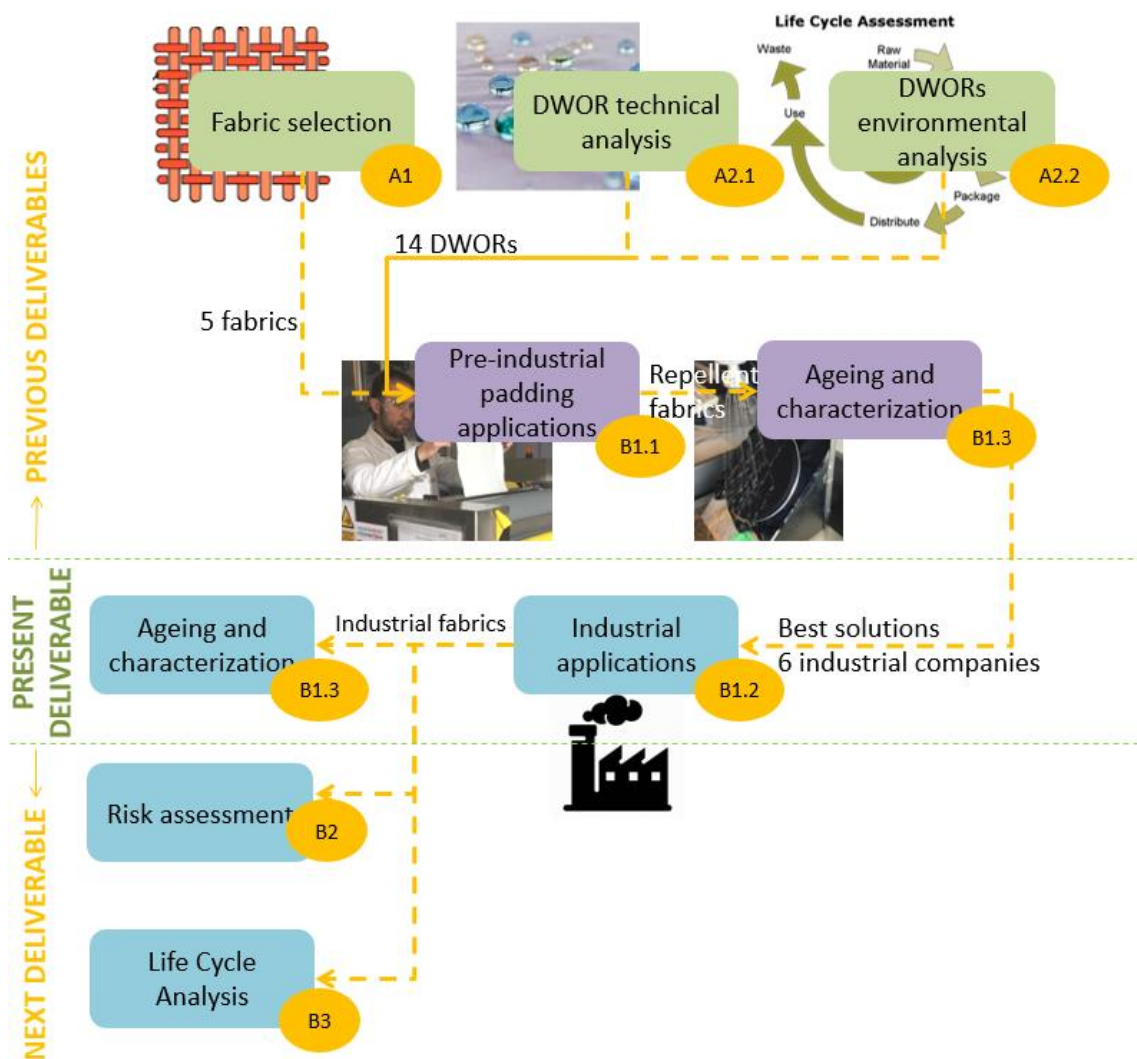 Life Cycle Assessment
Waste
Raw
Material
Use
Package
Distribute
Fabric selection
A1
DWOR technical
analysis
A2.1
DWORs
environmental
analysis
A2.2
14 DWORs
5 fabrics
PREVIOUS DELIVERABLES
Pre-industrial
padding
applications
B1.1
Repellent
fabrics
Ageing and
characterization
B1.3
PRESENT
DELIVERABLE
Ageing and
characterization
B1.3
Industrial fabrics
Industrial
applications
B1.2
Best solutions
6 industrial companies
NEXT DELIVERABLE
Risk assessment
B2
Life Cycle
Analysis
B3